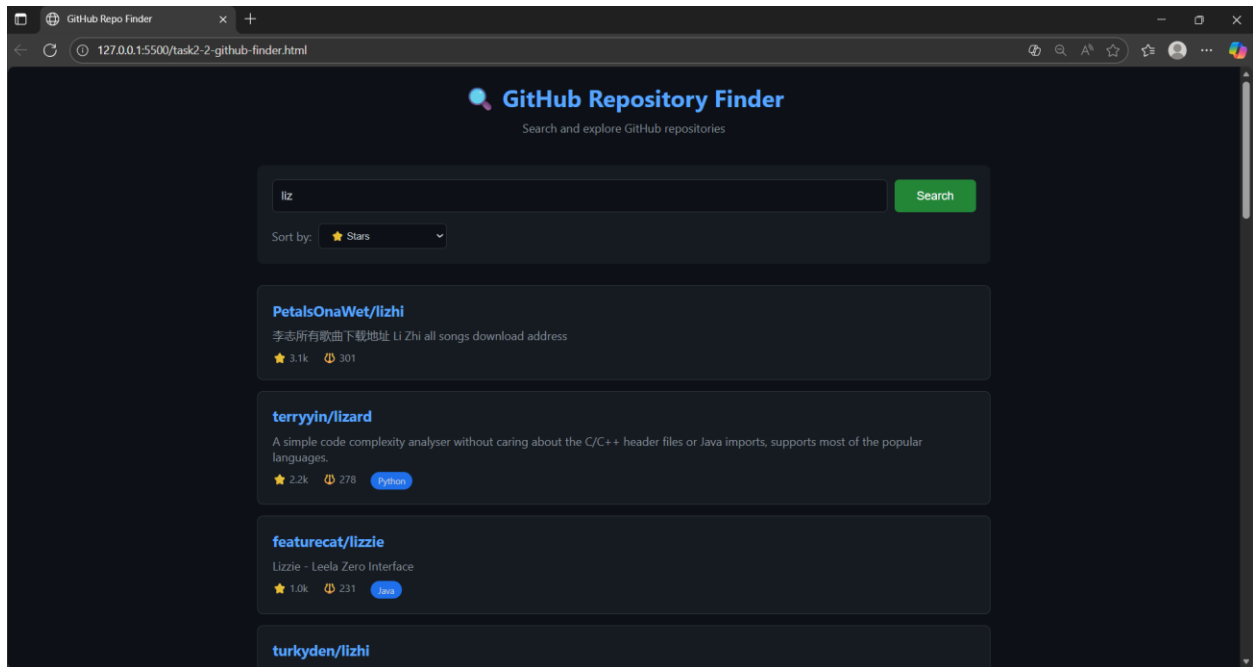 GitHub Repo Finder
127.0.0.1:5500/task2-2-github-finder.html
GitHub Repository Finder
Search and explore GitHub repositories
liz
Search
Sort by:
Stars
PetalsOnaWet/lizhi
李志所有歌曲下载地址 Li Zhi all songs download address
3.1k 301
terryyin/lizard
A simple code complexity analyser without caring about the C/C++ header files or Java imports, supports most of the popular
languages.
2.2k 278 Python
featurecat/lizzie
Lizzie - Leela Zero Interface
1.0k 231 Java
turkyden/lizhi